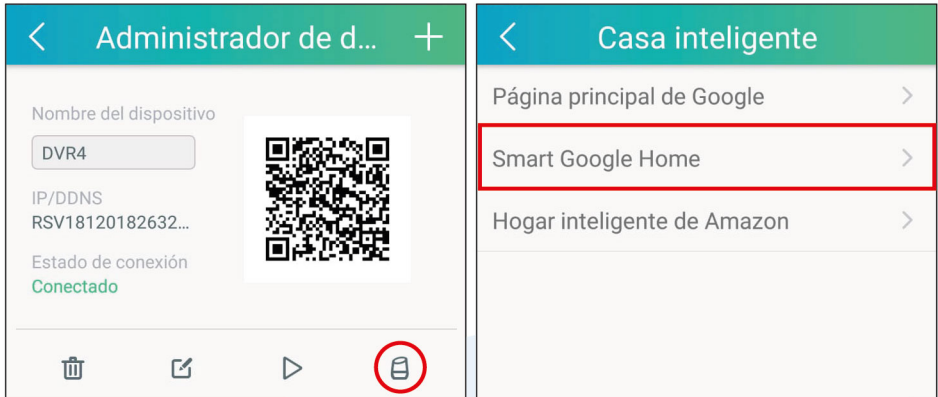 Administrador de d...
Nombre del dispositivo
DVR4
IP/DDNS
RSV18120182632...
Estado de conexión
Conectado
Casa inteligente
Página principal de Google
Smart Google Home
Hogar inteligente de Amazon